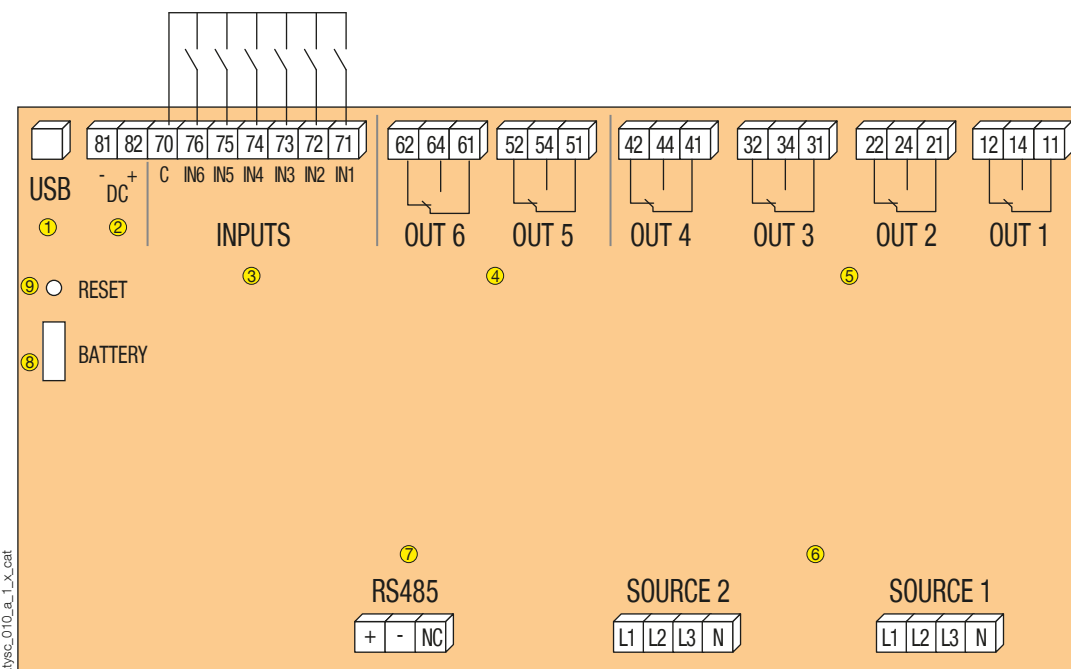 81 82 70 76 75 74 73 72 71 62 64 61 52 54 51 42 44 41 32 34 31 22 24 21 12 14 11
- + C IN6 IN5 IN4 IN3 IN2 IN1
USB DC
1 2 INPUTS OUT 6 OUT 5 OUT 4 OUT 3 OUT 2 OUT 1
3 4 5
9 RESET
8 BATTERY
7 6
RS485 SOURCE 2 SOURCE 1
+ - NC L1 L2 L3 N L1 L2 L3 N
tysc_010_a_1_x_cat